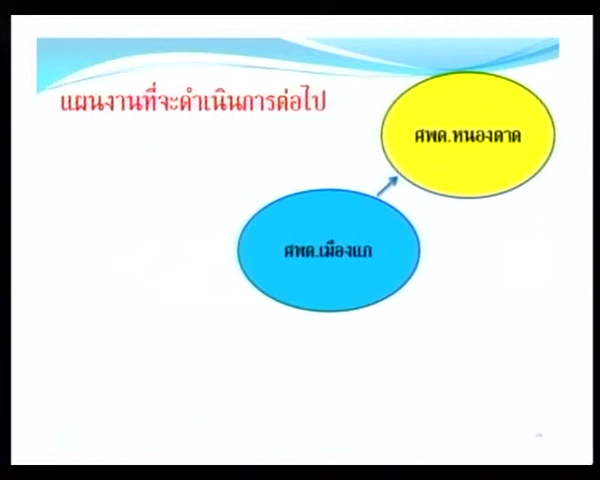 แผนงานที่จะดำเนินการต่อไป
ศพด.หนองตาด
ศพด.เมืองแก